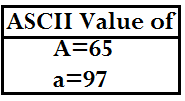 ASCII Value of
A=65
a=97